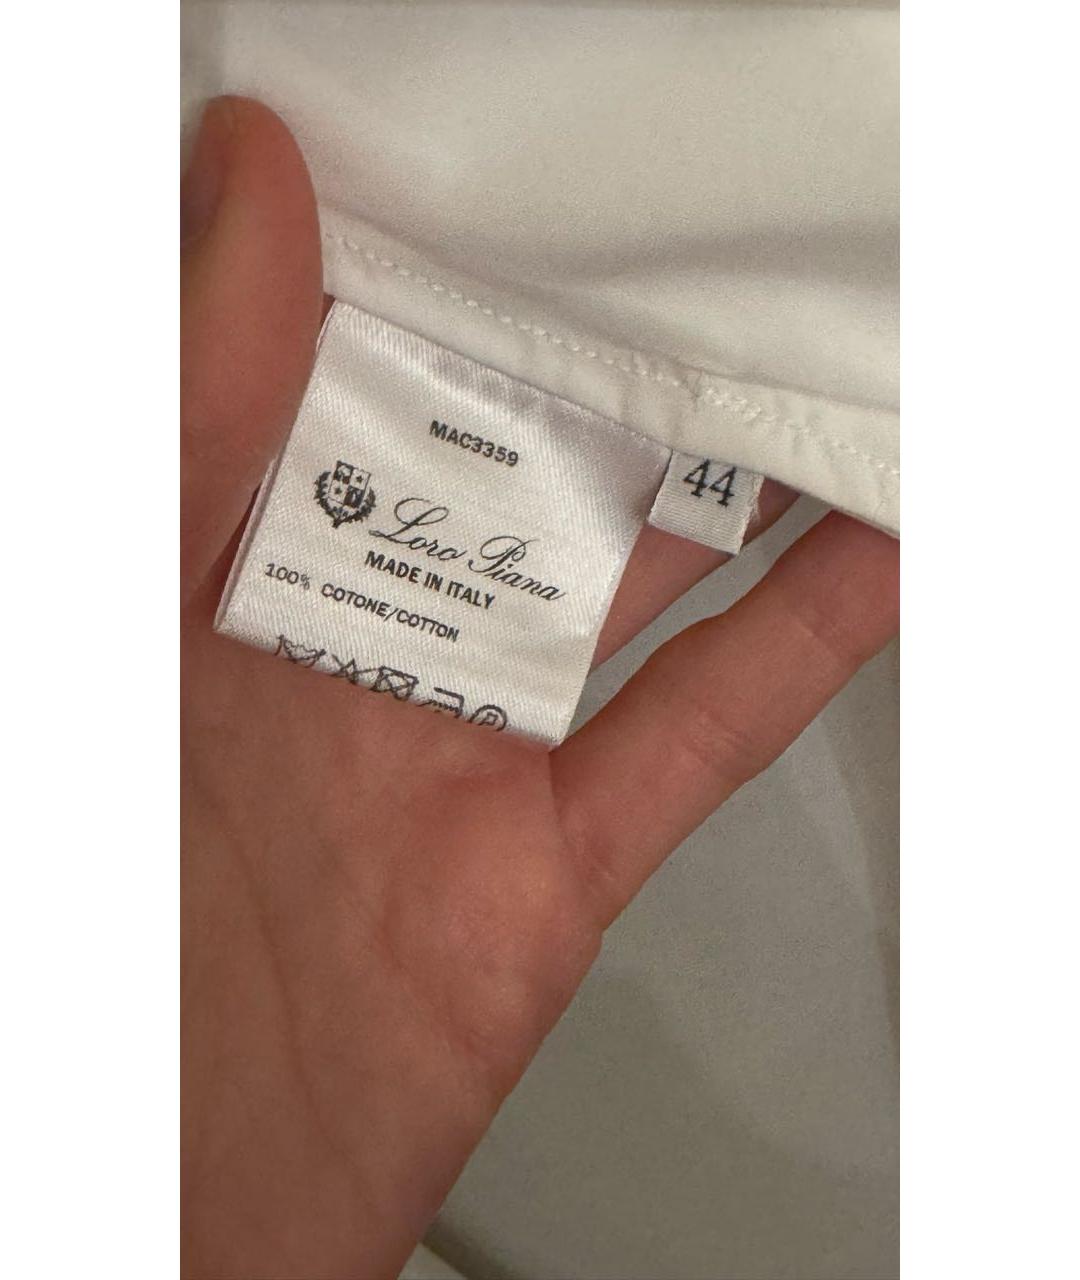 MAC3359
44
Loro Piana
MADE IN ITALY
100% COTONE/COTTON